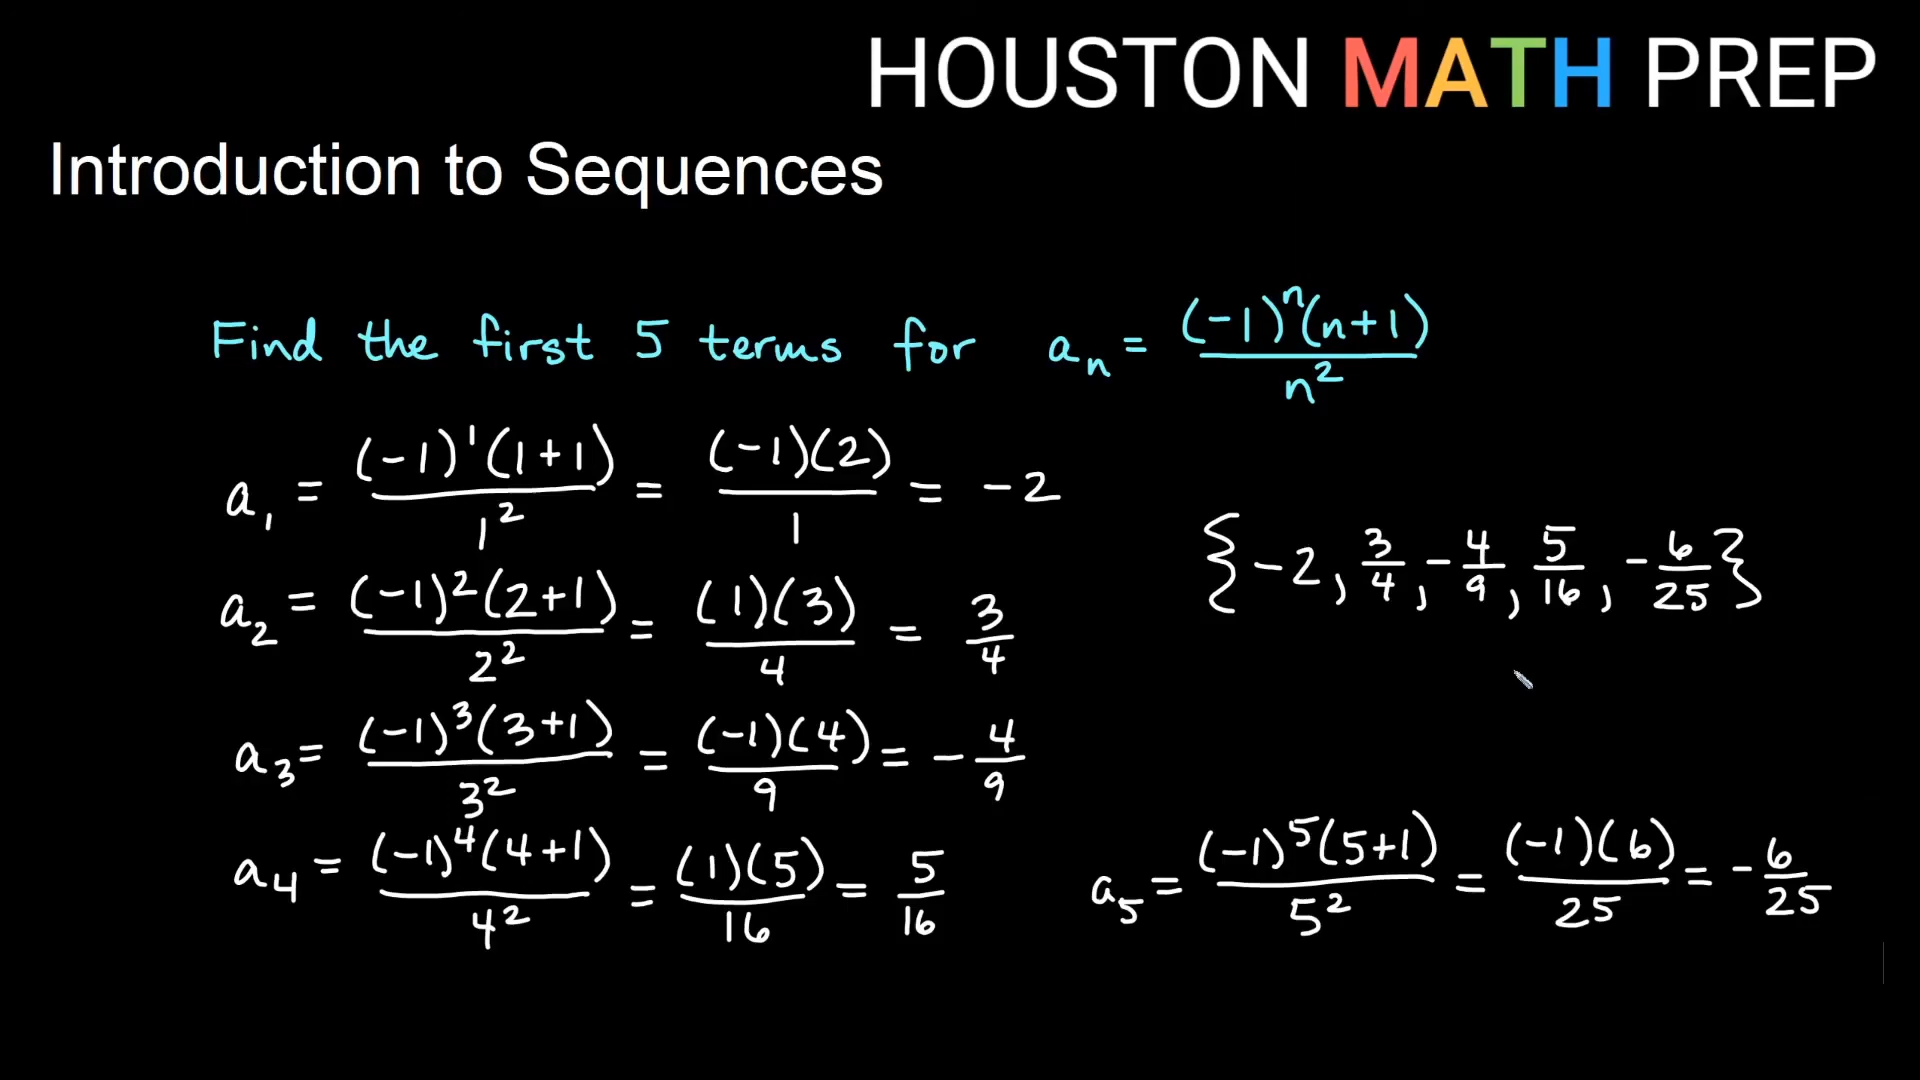 HOUSTON MATH PREP
Introduction to Sequences
Find the first 5 terms for aₙ = (-1)ⁿ(n+1) / n²
a₁ = (-1)¹(1+1) / 1² = (-1)(2) / 1 = -2
a₂ = (-1)²(2+1) / 2² = (1)(3) / 4 = 3/4
a₃ = (-1)³(3+1) / 3² = (-1)(4) / 9 = - 4/9
a₄ = (-1)⁴(4+1) / 4² = (1)(5) / 16 = 5/16
{-2, 3/4, -4/9, 5/16, -6/25}
a₅ = (-1)⁵(5+1) / 5² = (-1)(6) / 25 = -6/25